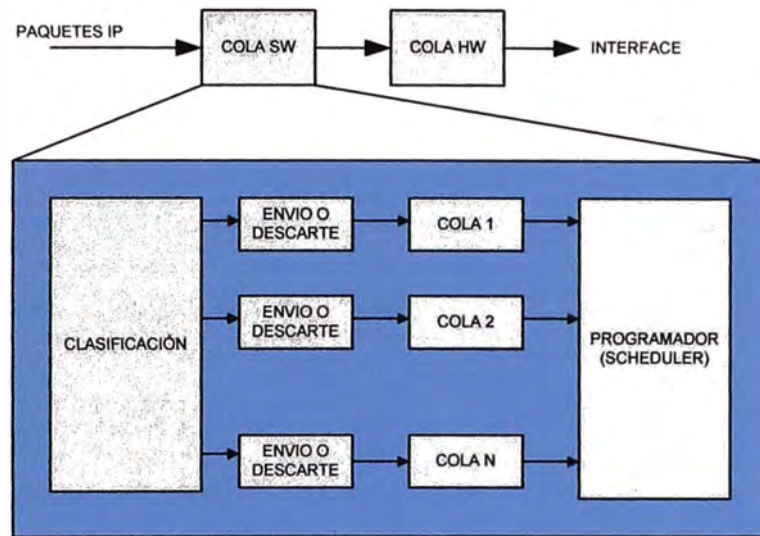 PAQUETES IP
COLA SW
COLA HW
INTERFACE
CLASIFICACIÓN
ENVIO O
DESCARTE
COLA 1
ENVIO O
DESCARTE
COLA 2
ENVIO O
DESCARTE
COLA N
PROGRAMADOR
(SCHEDULER)